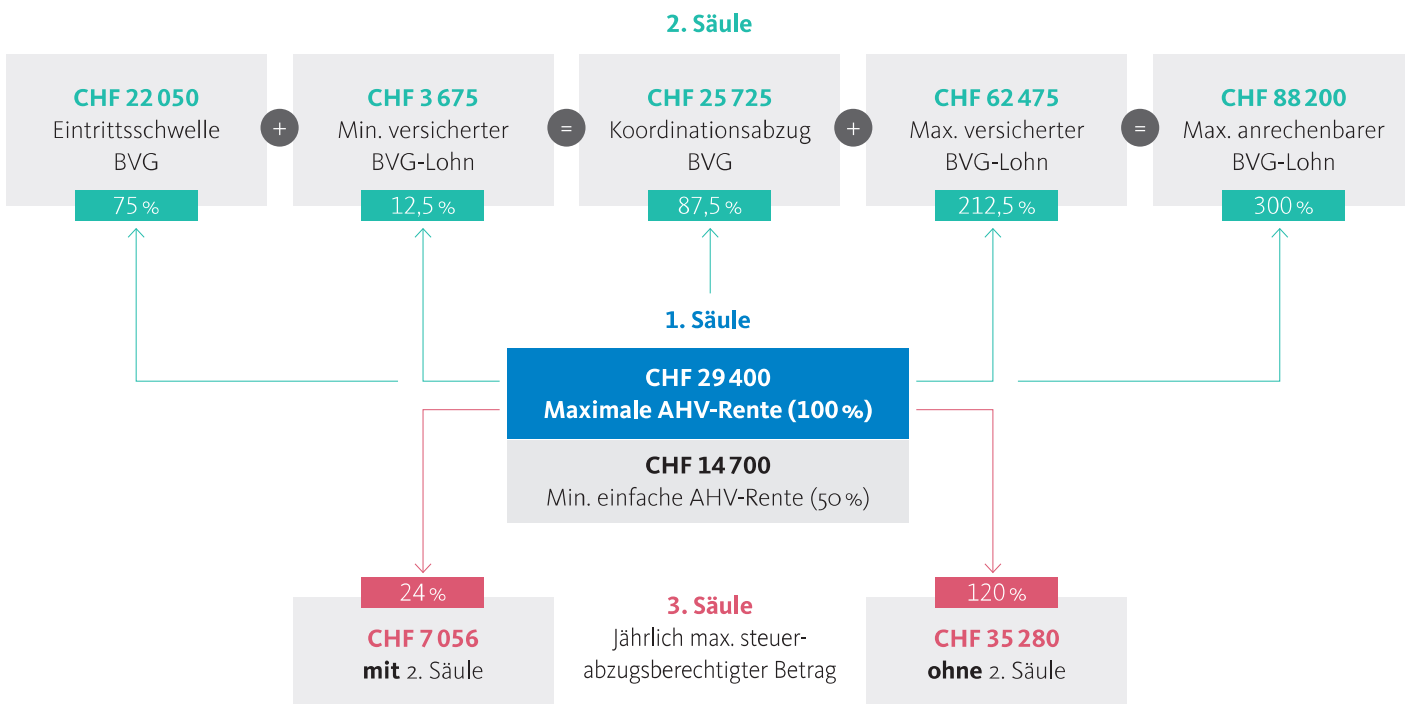 2. Säule
CHF 22 050
Eintrittsschwelle
BVG
75 %
+
CHF 3 675
Min. versicherter
BVG-Lohn
12,5 %
=
CHF 25 725
Koordinationsabzug
BVG
87,5 %
+
CHF 62 475
Max. versicherter
BVG-Lohn
212,5 %
=
CHF 88 200
Max. anrechenbarer
BVG-Lohn
300 %
1. Säule
CHF 29 400
Maximale AHV-Rente (100 %)
CHF 14 700
Min. einfache AHV-Rente (50 %)
24 %
CHF 7 056
mit 2. Säule
3. Säule
Jährlich max. steuer-
abzugsberechtigter Betrag
120 %
CHF 35 280
ohne 2. Säule